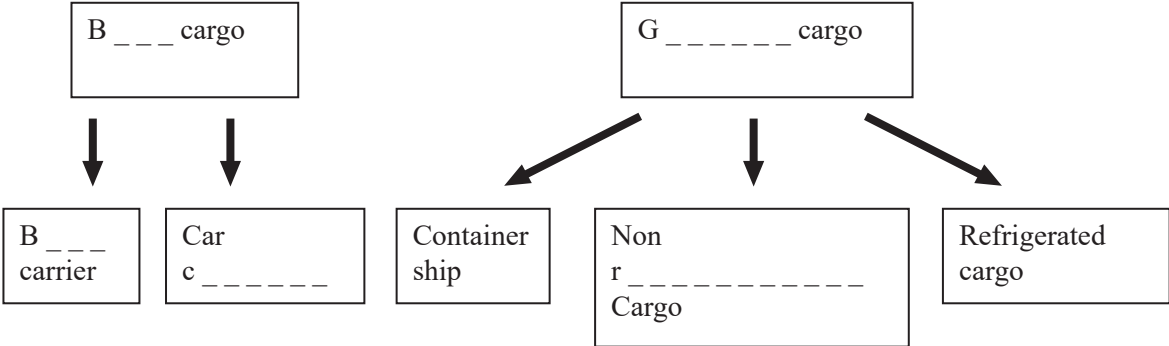 B _ _ _ cargo
G _ _ _ _ _ _ cargo
B _ _ _
carrier
Car
c _ _ _ _ _ _
Container
ship
Non
r _ _ _ _ _ _ _ _ _ _ _
Cargo
Refrigerated
cargo